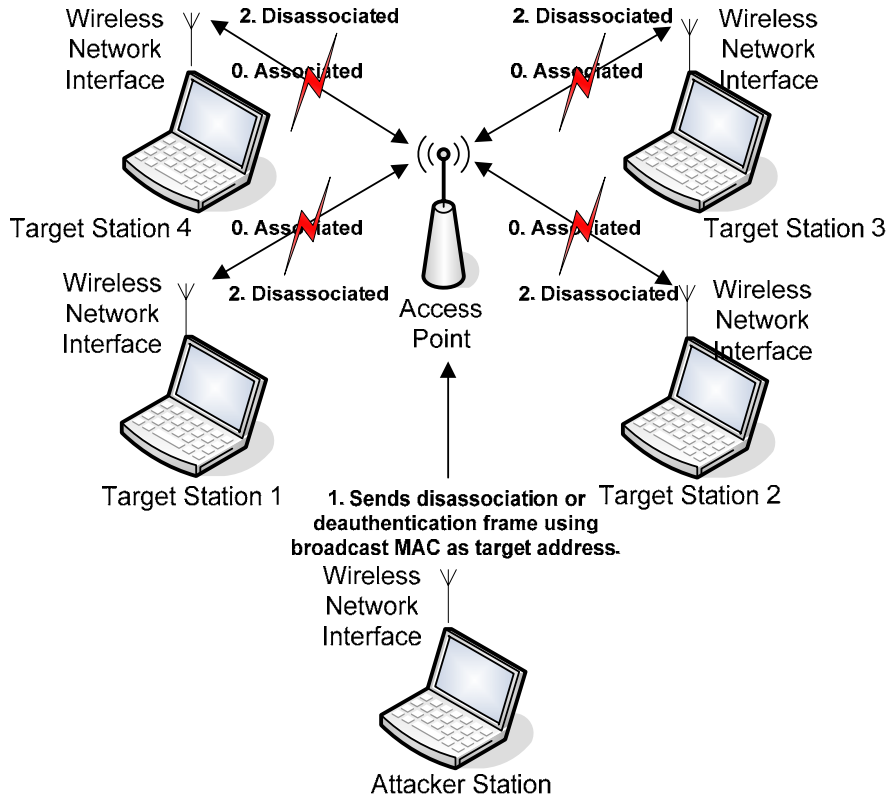 Wireless
Network
Interface
2. Disassociated
0. Associated
Target Station 4
2. Disassociated
0. Associated
Wireless
Network
Interface
Target Station 3
Wireless
Network
Interface
0. Associated
2. Disassociated
Target Station 1
Access
Point
0. Associated
2. Disassociated
Wireless
Network
Interface
Target Station 2
1. Sends disassociation or
deauthentication frame using
broadcast MAC as target address.
Wireless
Network
Interface
Attacker Station